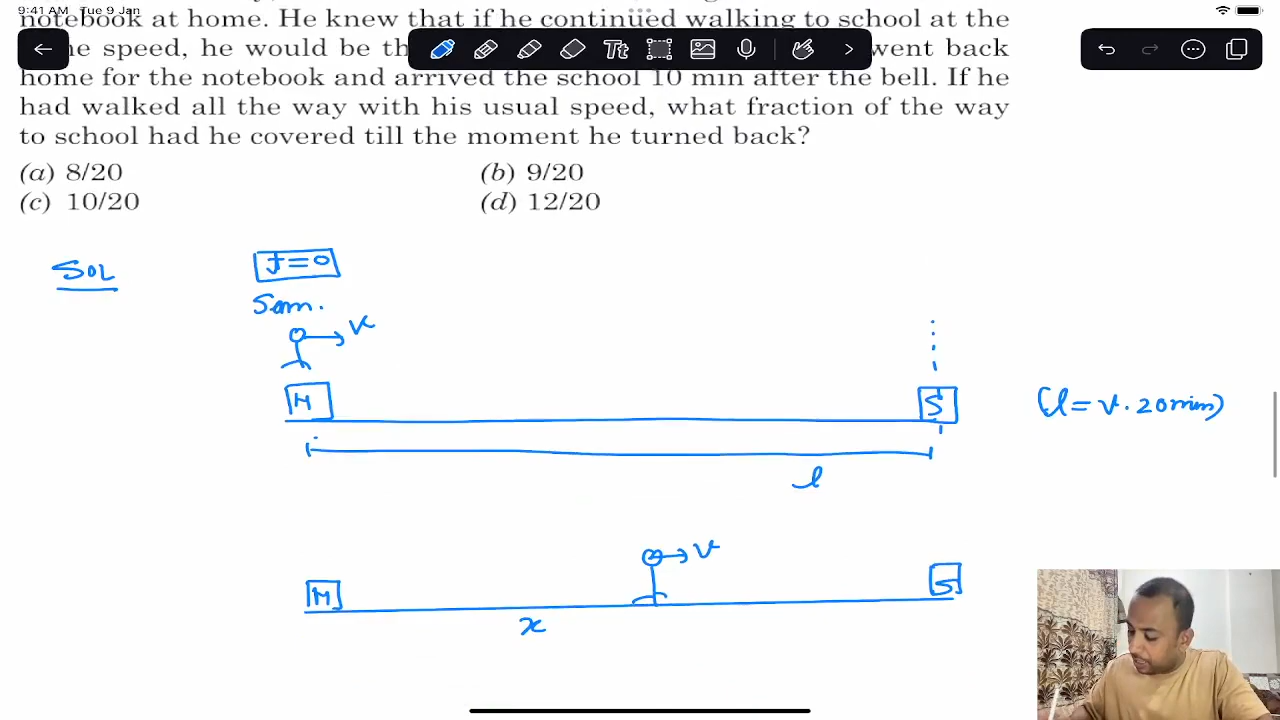 9:41 AM Tue 9 Jan
notebook at home. He knew that if he continued walking to school at the
speed, he would be went back
home for the notebook and arrived the school 10 min after the bell. If he
had walked all the way with his usual speed, what fraction of the way
to school had he covered till the moment he turned back?
(a) 8/20 (b) 9/20
(c) 10/20 (d) 12/20
Tt
SOL
t=0
Sam.
v
H
S
(l = v. 20 min)
l
v
H
S
x